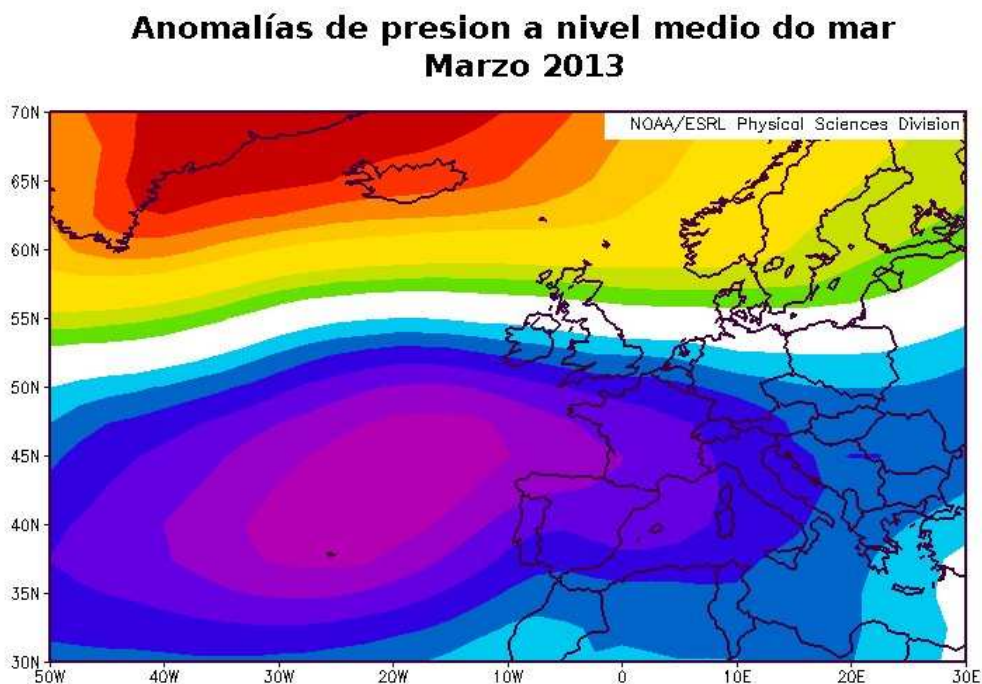 Anomalías de presion a nivel medio do mar
Marzo 2013
NOAA/ESRL Physical Sciences Division
70N
65N
60N
55N
50N
45N
40N
35N
30N
50W 40W 30W 20W 10W 0 10E 20E 30E